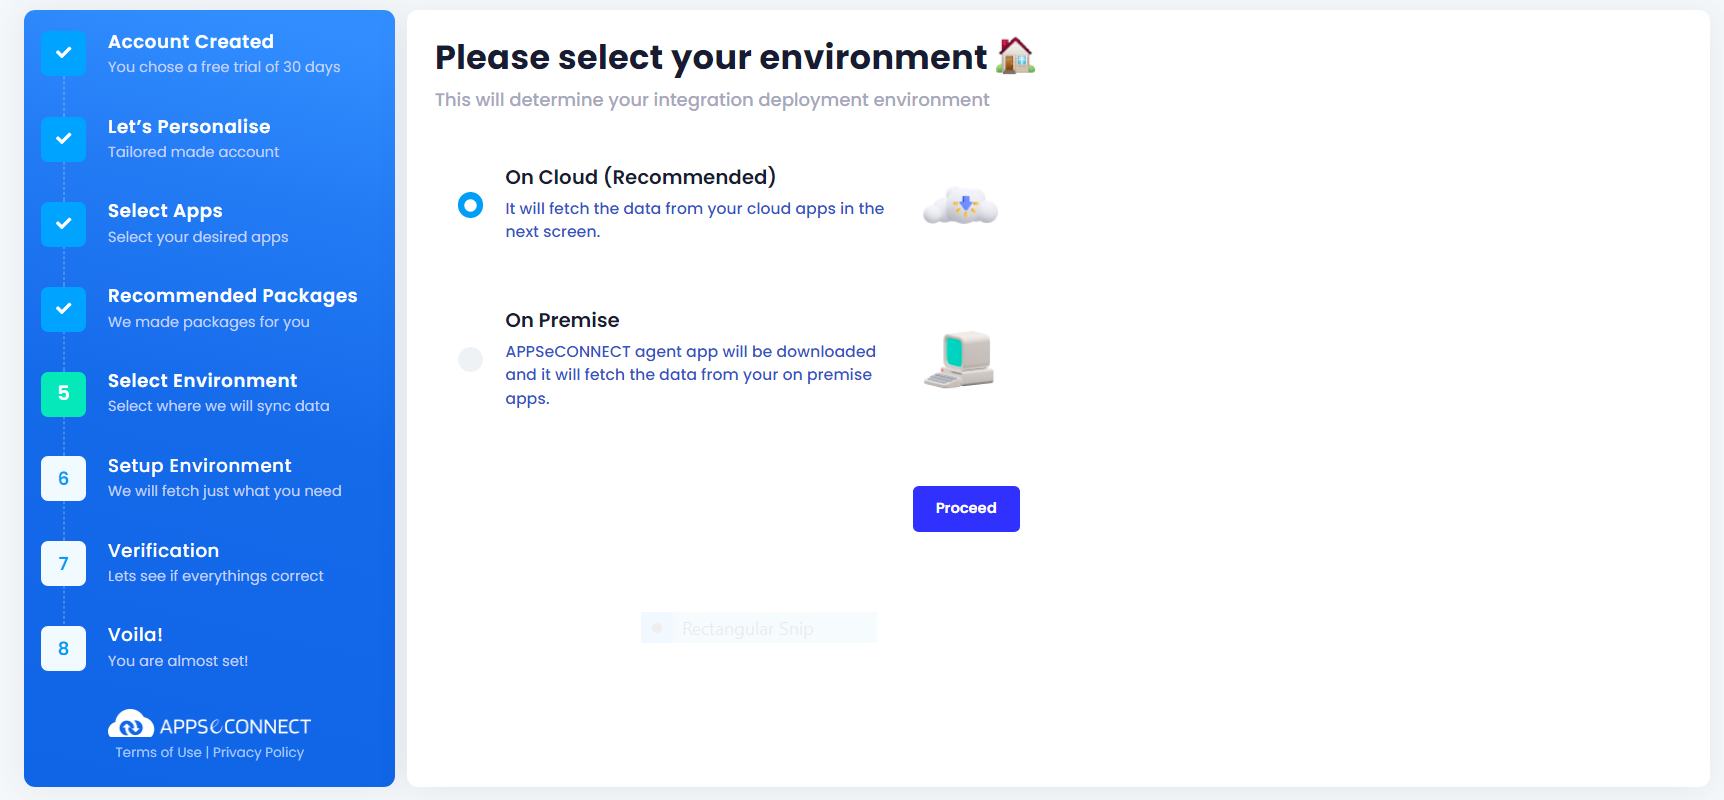 Account Created
You chose a free trial of 30 days
Let's Personalise
Tailored made account
Select Apps
Select your desired apps
Recommended Packages
We made packages for you
5
Select Environment
Select where we will sync data
6
Setup Environment
We will fetch just what you need
7
Verification
Lets see if everythings correct
8
Voila!
You are almost set!
APPSeCONNECT
Terms of Use | Privacy Policy
Please select your environment
This will determine your integration deployment environment
On Cloud (Recommended)
It will fetch the data from your cloud apps in the
next screen.
On Premise
APPSeCONNECT agent app will be downloaded
and it will fetch the data from your on premise
apps.
Proceed
Rectangular Snip